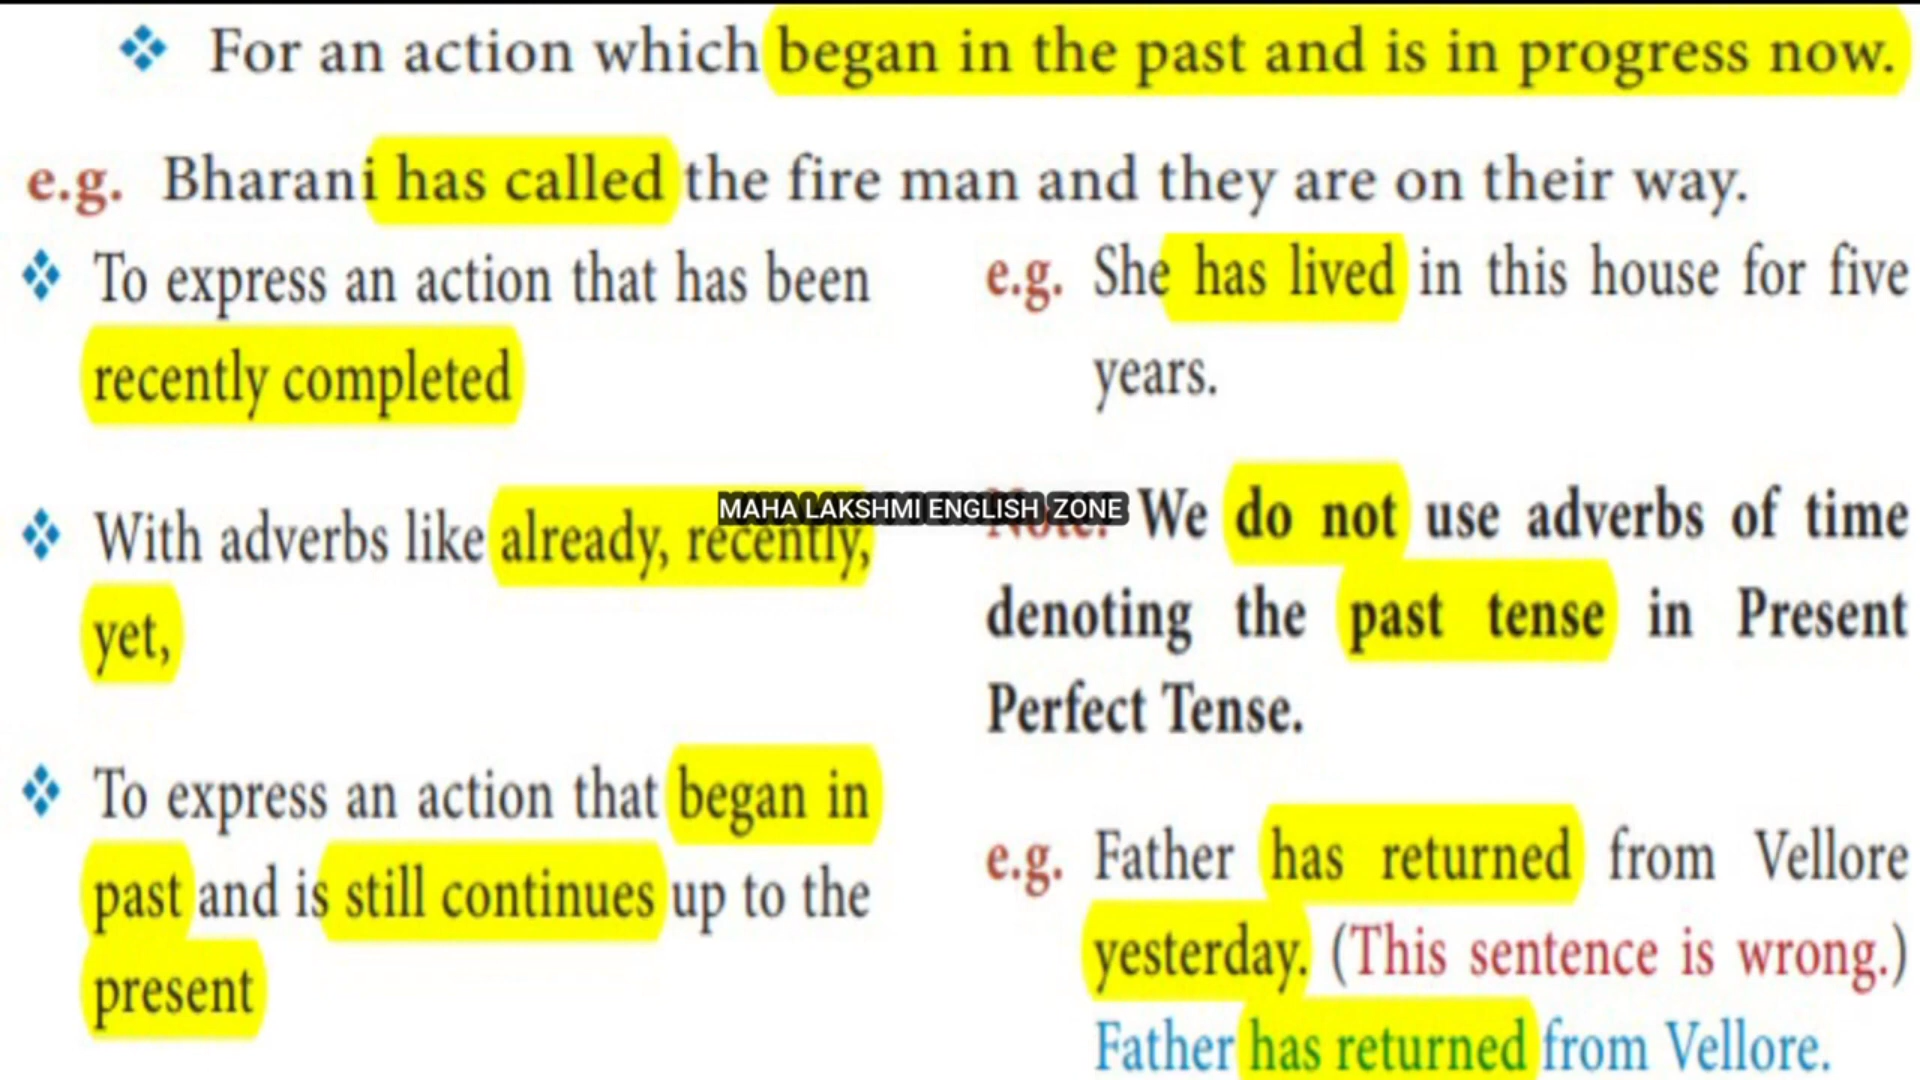 For an action which began in the past and is in progress now.
e.g. Bharani has called the fire man and they are on their way.
To express an action that has been
recently completed
With adverbs like already, recently,
yet,
To express an action that began in
past and is still continues up to the
present
e.g. She has lived in this house for five
years.
MAHA LAKSHMI ENGLISH ZONE
Note: We do not use adverbs of time
denoting the past tense in Present
Perfect Tense.
e.g. Father has returned from Vellore
yesterday. (This sentence is wrong.)
Father has returned from Vellore.